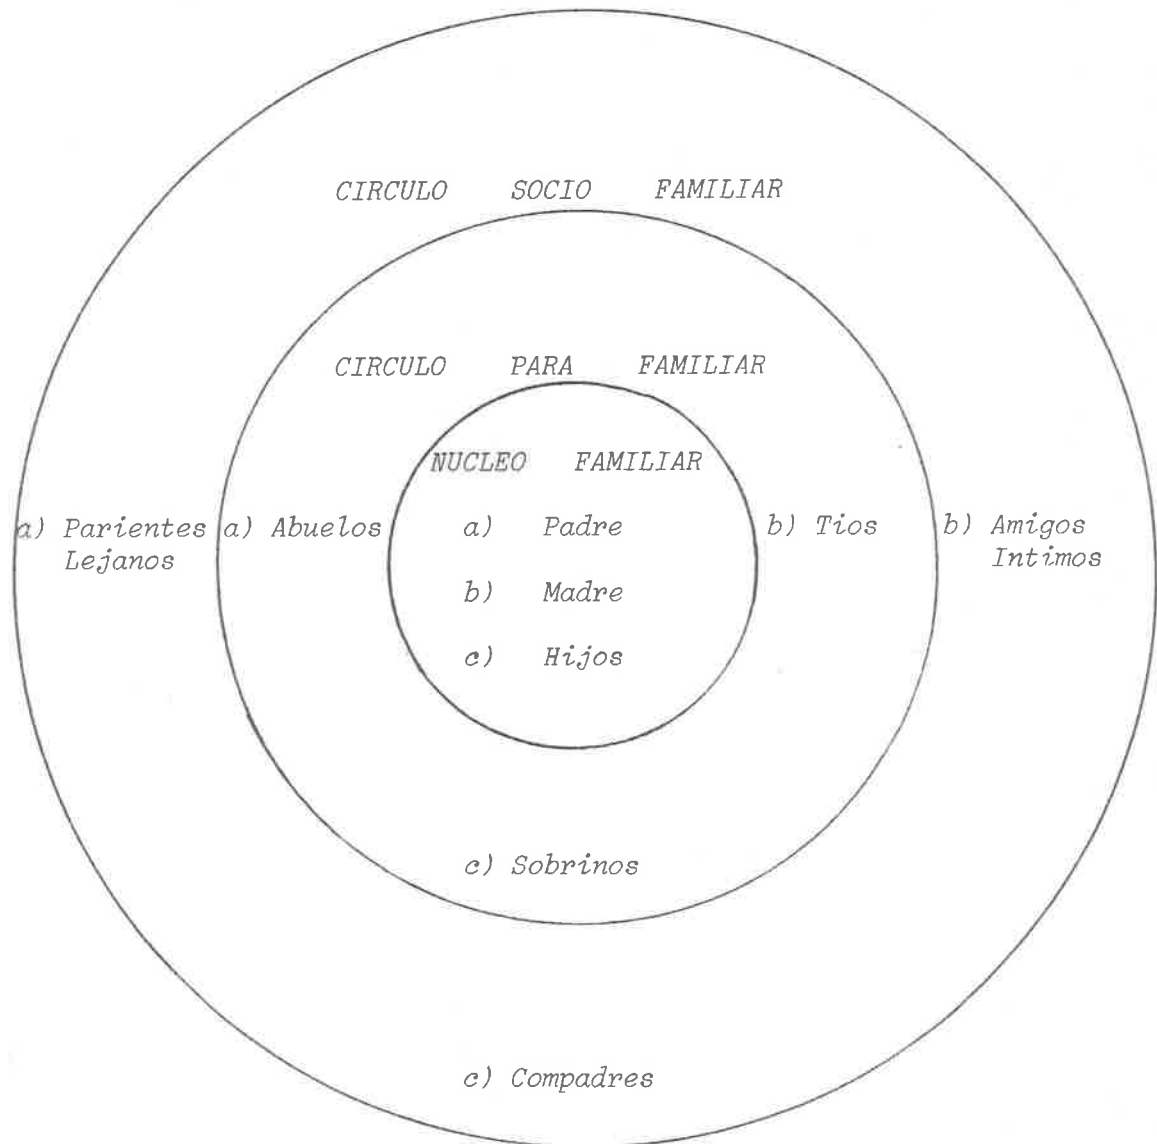 CIRCULO SOCIO FAMILIAR
CIRCULO PARA FAMILIAR
NUCLEO FAMILIAR
a) Parientes
Lejanos
a) Abuelos
a) Padre
b) Madre
c) Hijos
b) Tios
b) Amigos
Intimos
c) Sobrinos
c) Compadres